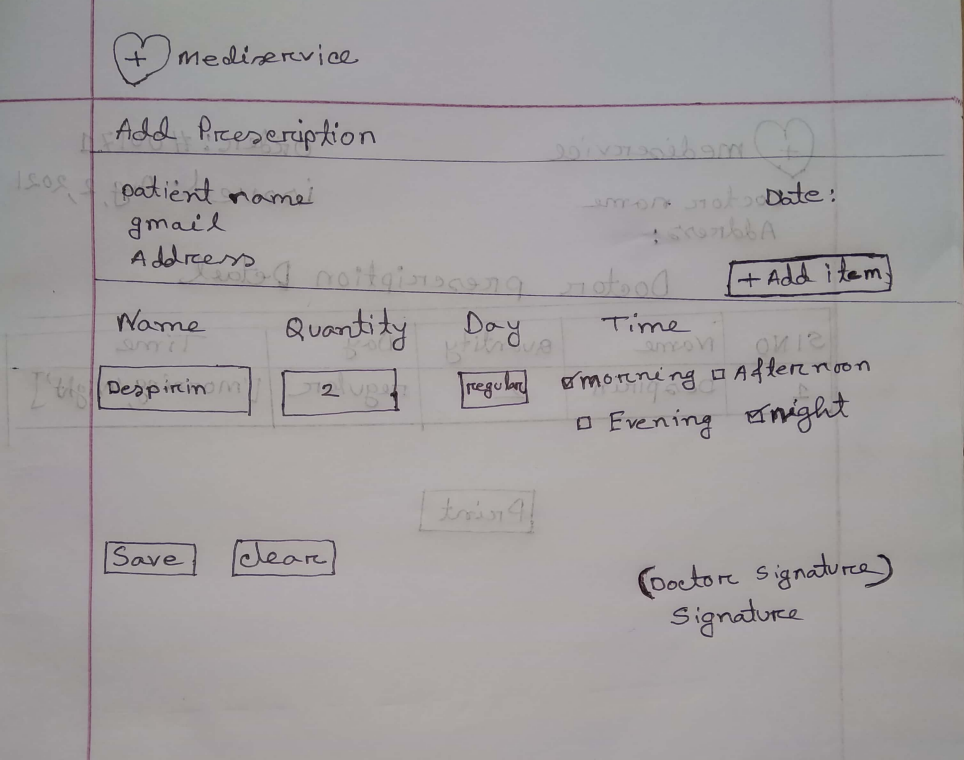 + mediservice
Add Prescription
patient name
Date:
gmail
:
Address
+ Add item
Name Quantity Day Time
Despirin 2 regular ☑ morning ☐ Afternoon
☐ Evening ☑ night
Save clear
(Doctor signature)
Signature